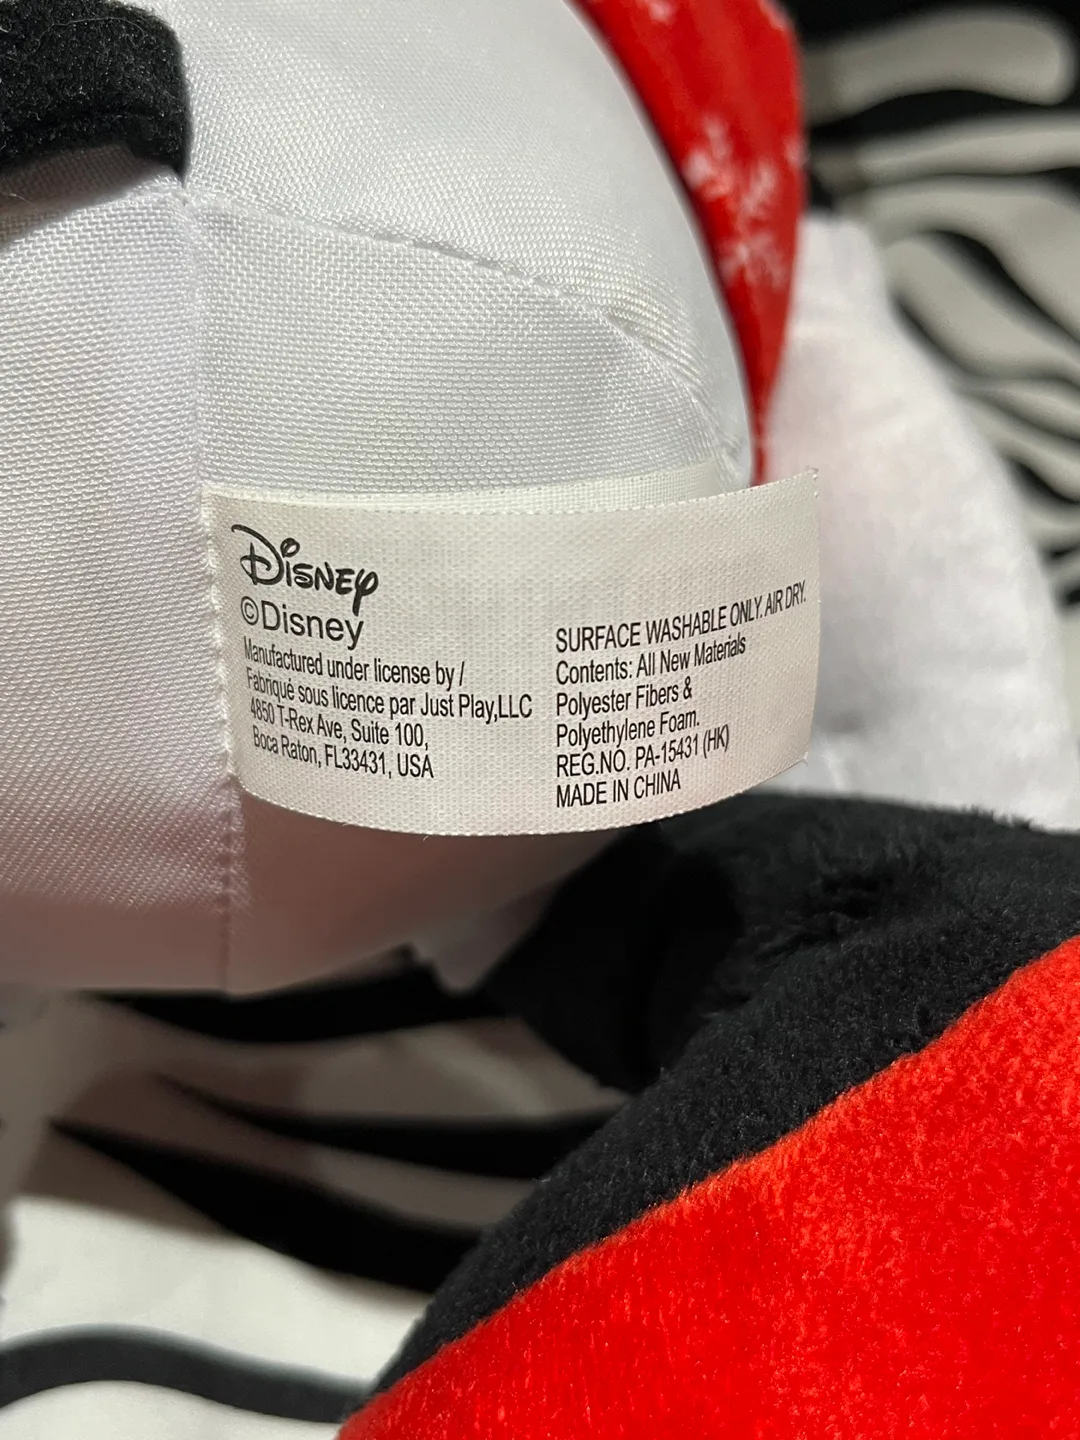 Disney
©Disney
Manufactured under license by /
Fabriqué sous licence par Just Play,LLC
4850 T-Rex Ave, Suite 100,
Boca Raton, FL33431, USA
SURFACE WASHABLE ONLY. AIR DRY.
Contents: All New Materials
Polyester Fibers &
Polyethylene Foam.
REG.NO. PA-15431 (HK)
MADE IN CHINA